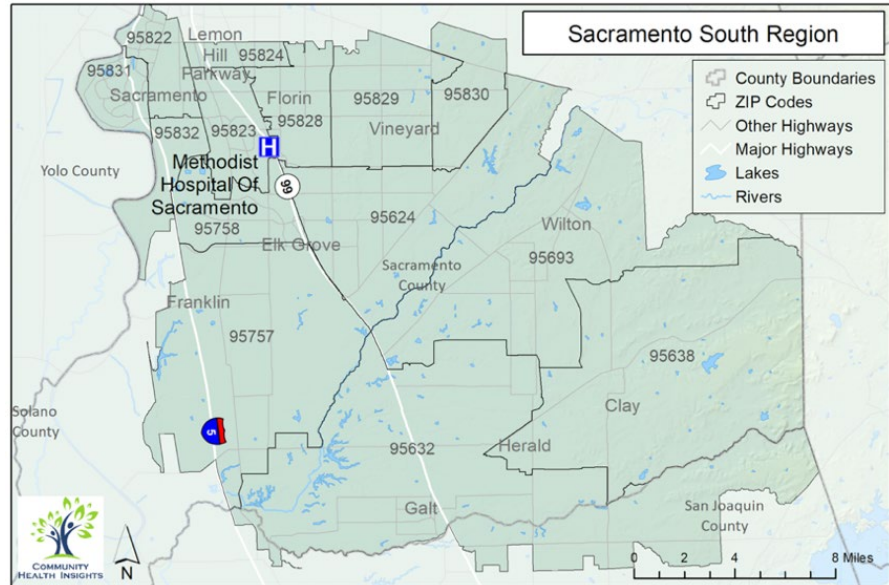 Sacramento South Region
County Boundaries
ZIP Codes
Other Highways
Major Highways
Lakes
Rivers
95822
Lemon
Hill
95824
Parkway
95831
Sacramento
Florin
95829
95830
95832
95823
95828
Vineyard
Yolo County
H
Methodist
Hospital Of
Sacramento
99
95624
Wilton
95758
Elk Grove
95693
Sacramento
County
Franklin
95757
95638
Solano
County
5
Clay
95632
Herald
Galt
San Joaquin
County
COMMUNITY
HEALTH INSIGHTS
N
0 2 4 8 Miles